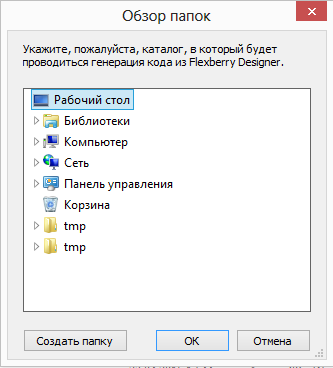 Обзор папок
Укажите, пожалуйста, каталог, в который будет
проводиться генерация кода из Flexberry Designer.
Рабочий стол
Библиотеки
Компьютер
Сеть
Панель управления
Корзина
tmp
tmp
Создать папку
ОК
Отмена